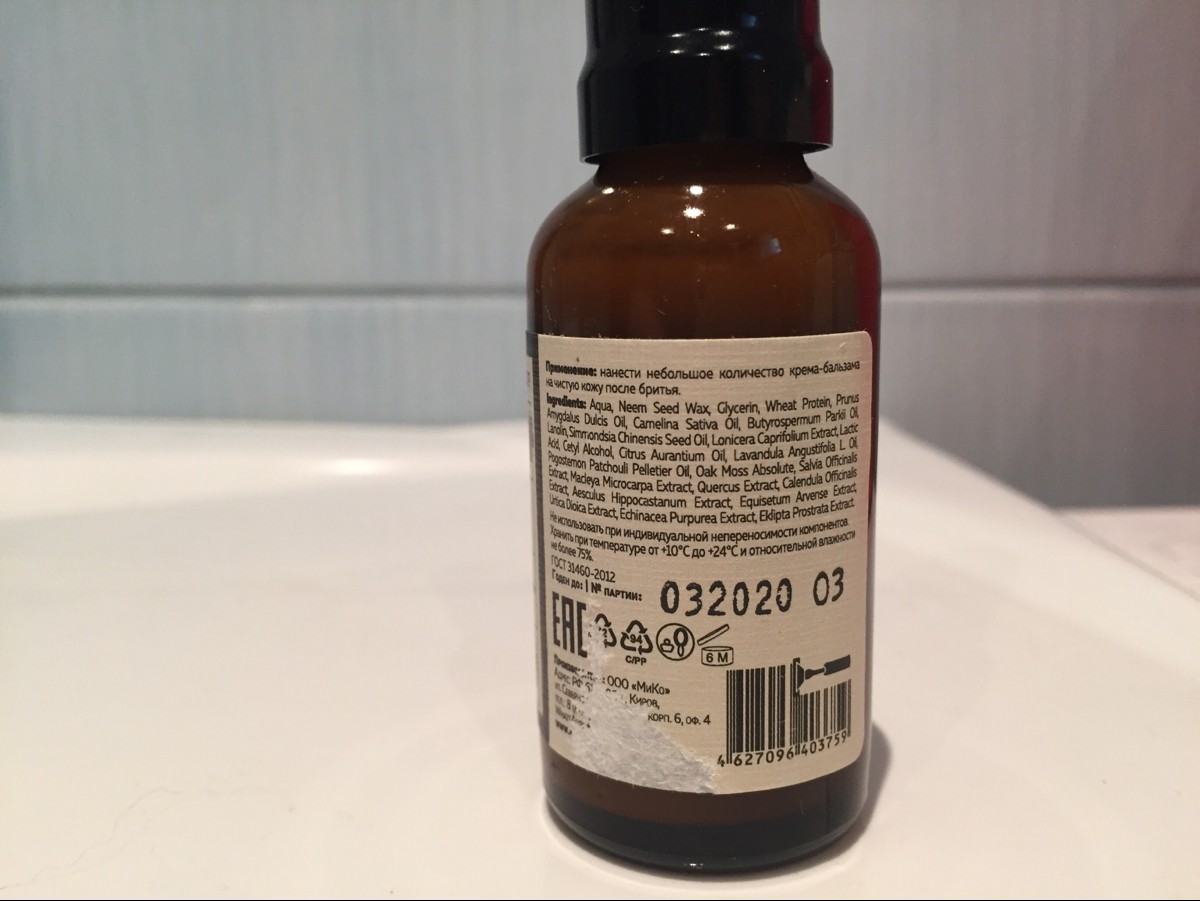 Применение: нанести небольшое количество крема-бальзама
на чистую кожу после бритья.
Ingredients: Aqua, Neem Seed Wax, Glycerin, Wheat Protein, Prunus
Amygdalus Dulcis Oil, Camelina Sativa Oil, Butyrospermum Parkii Oil,
Lanolin, Simmondsia Chinensis Seed Oil, Lonicera Caprifolium Extract, Lactic
Acid, Cetyl Alcohol, Citrus Aurantium Oil, Lavandula Angustifolia L. Oil,
Pogostemon Patchouli Pelletier Oil, Oak Moss Absolute, Salvia Officinalis
Extract, Macleya Microcarpa Extract, Quercus Extract, Calendula Officinalis
Extract, Aesculus Hippocastanum Extract, Equisetum Arvense Extract,
Urtica Dioica Extract, Echinacea Purpurea Extract, Eklipta Prostrata Extract.
Не использовать при индивидуальной непереносимости компонентов.
Хранить при температуре от +10°С до +24°С и относительной влажности
не более 75%.
ГОСТ 31460-2012
Годен до: | № партии: 032020 03
EAC 94 6 M
C/PP
ООО «МиКо»
Адрес: РФ, Киров,
корп. 6, оф. 4
4 627096 403759